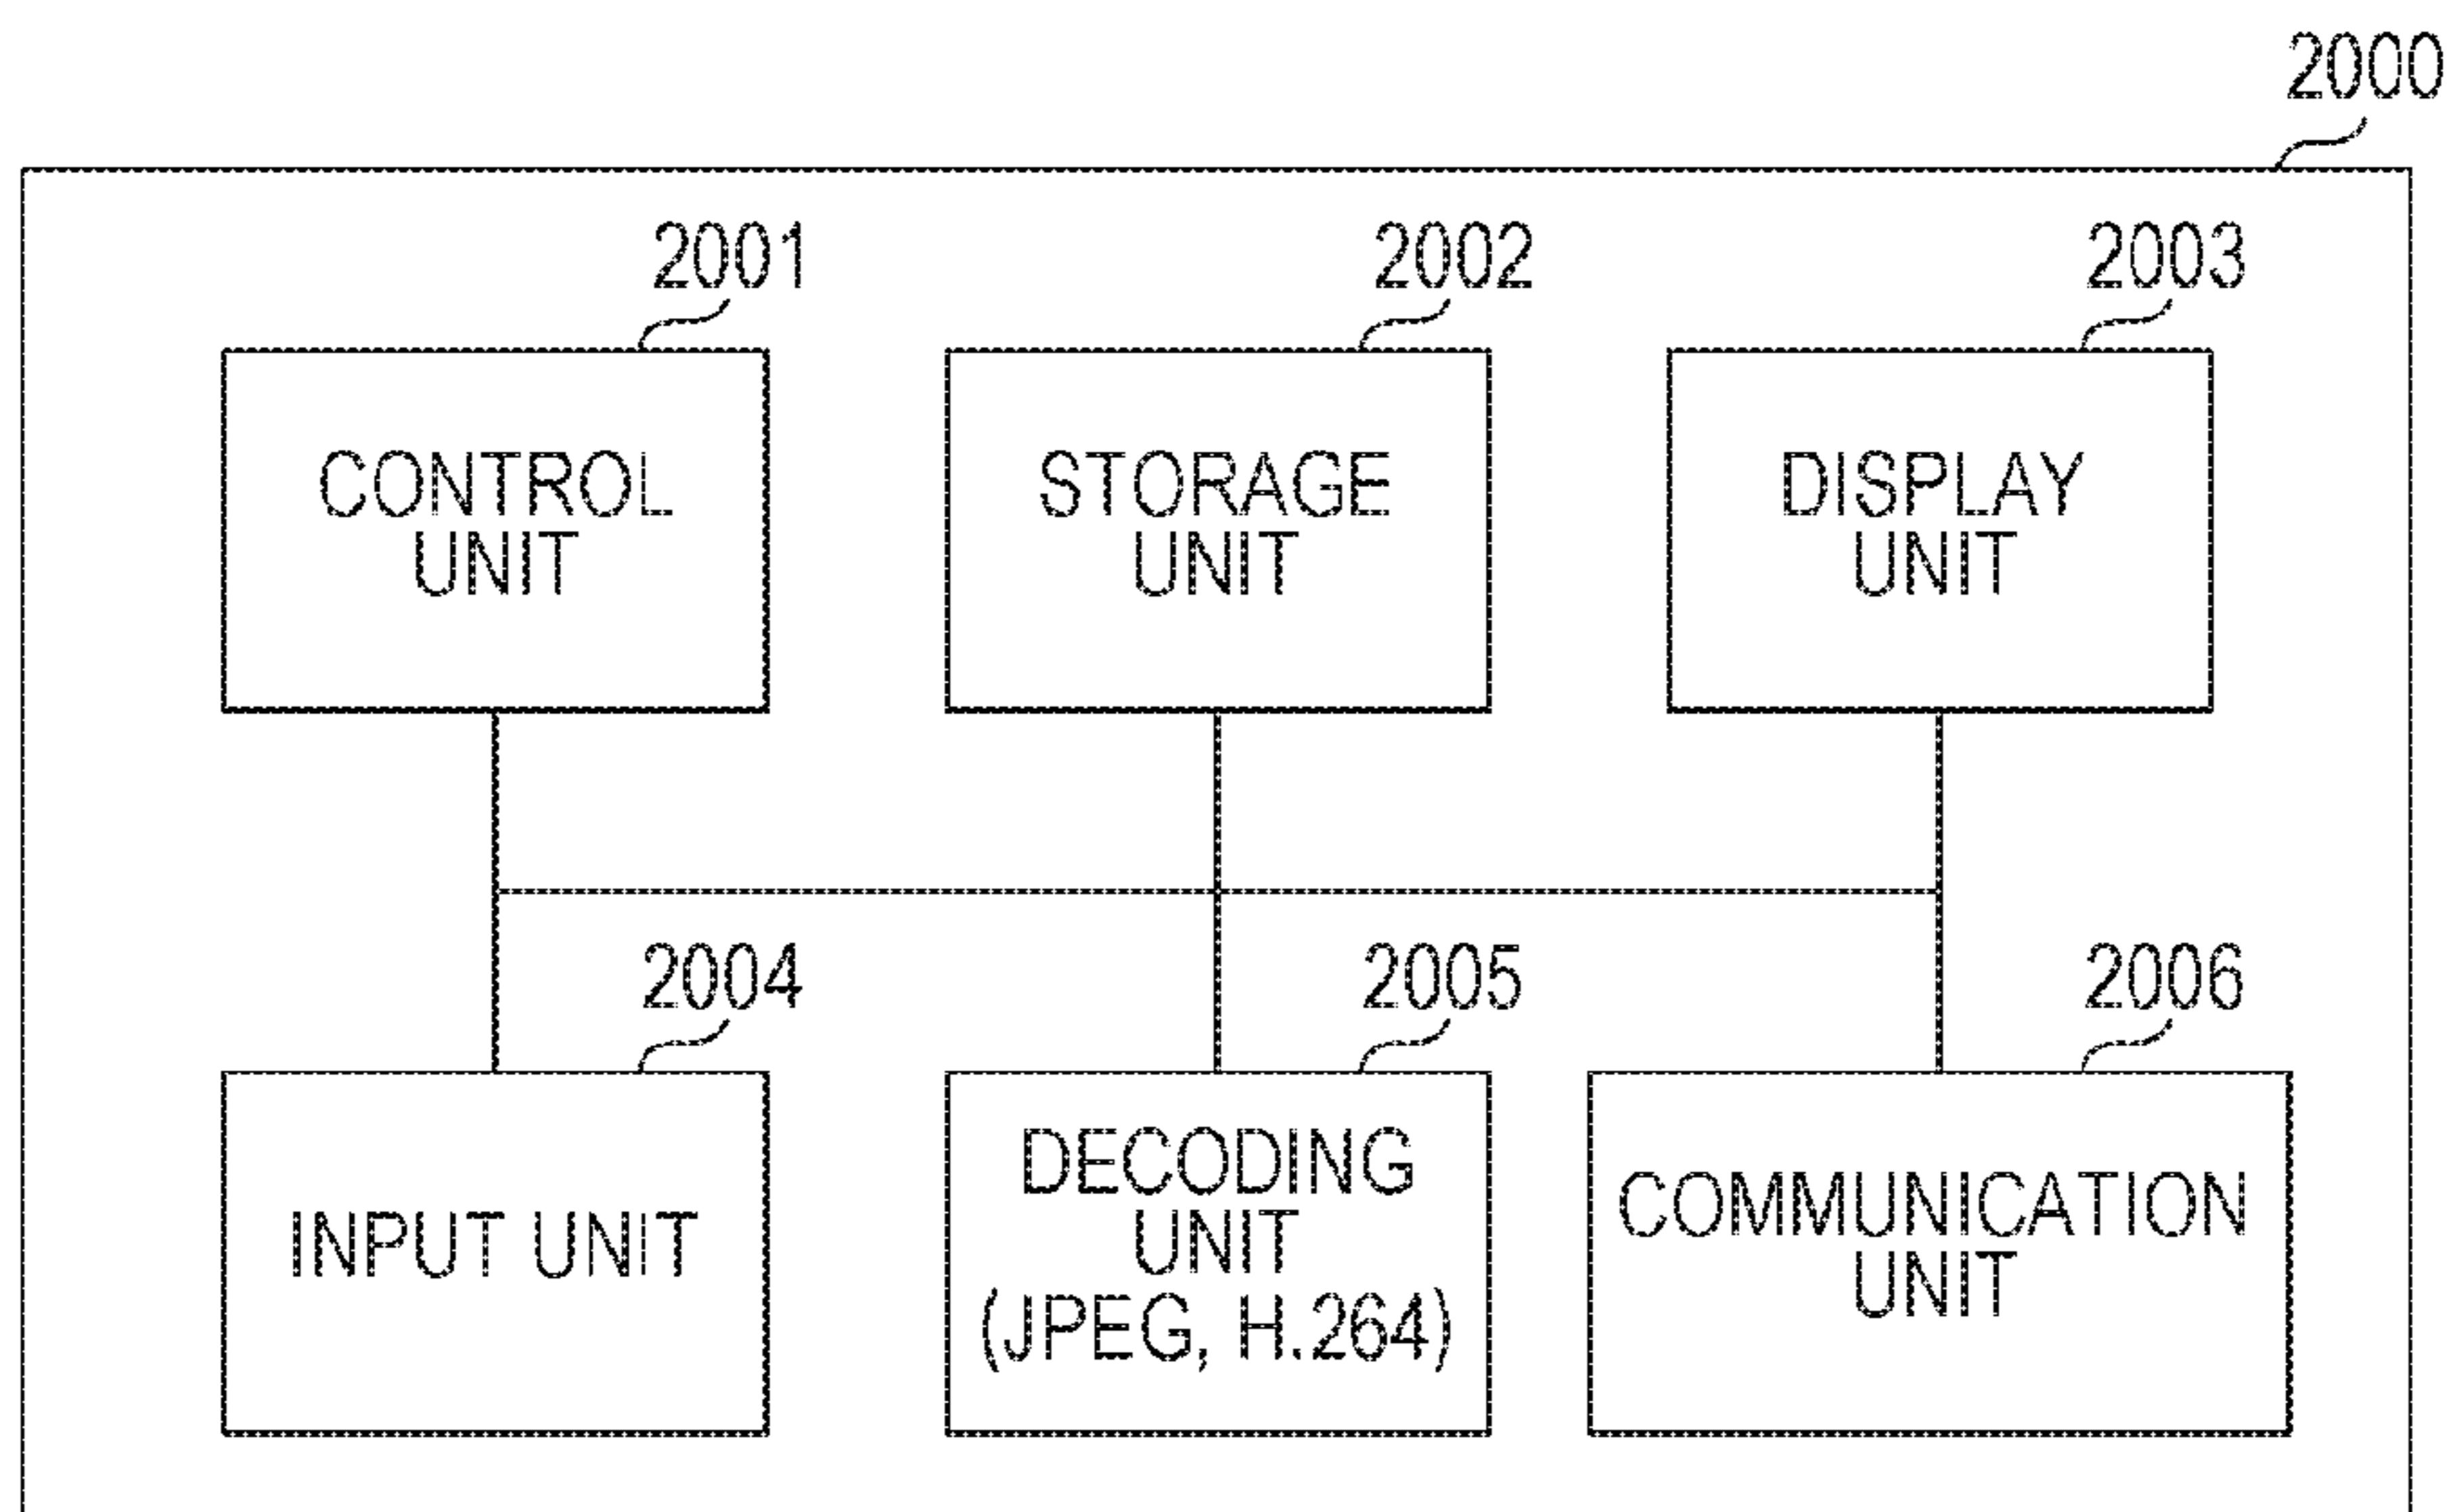 2000
2001
2002
2003
CONTROL
UNIT
STORAGE
UNIT
DISPLAY
UNIT
2004
2005
2006
INPUT UNIT
DECODING
UNIT
(JPEG, H.264)
COMMUNICATION
UNIT